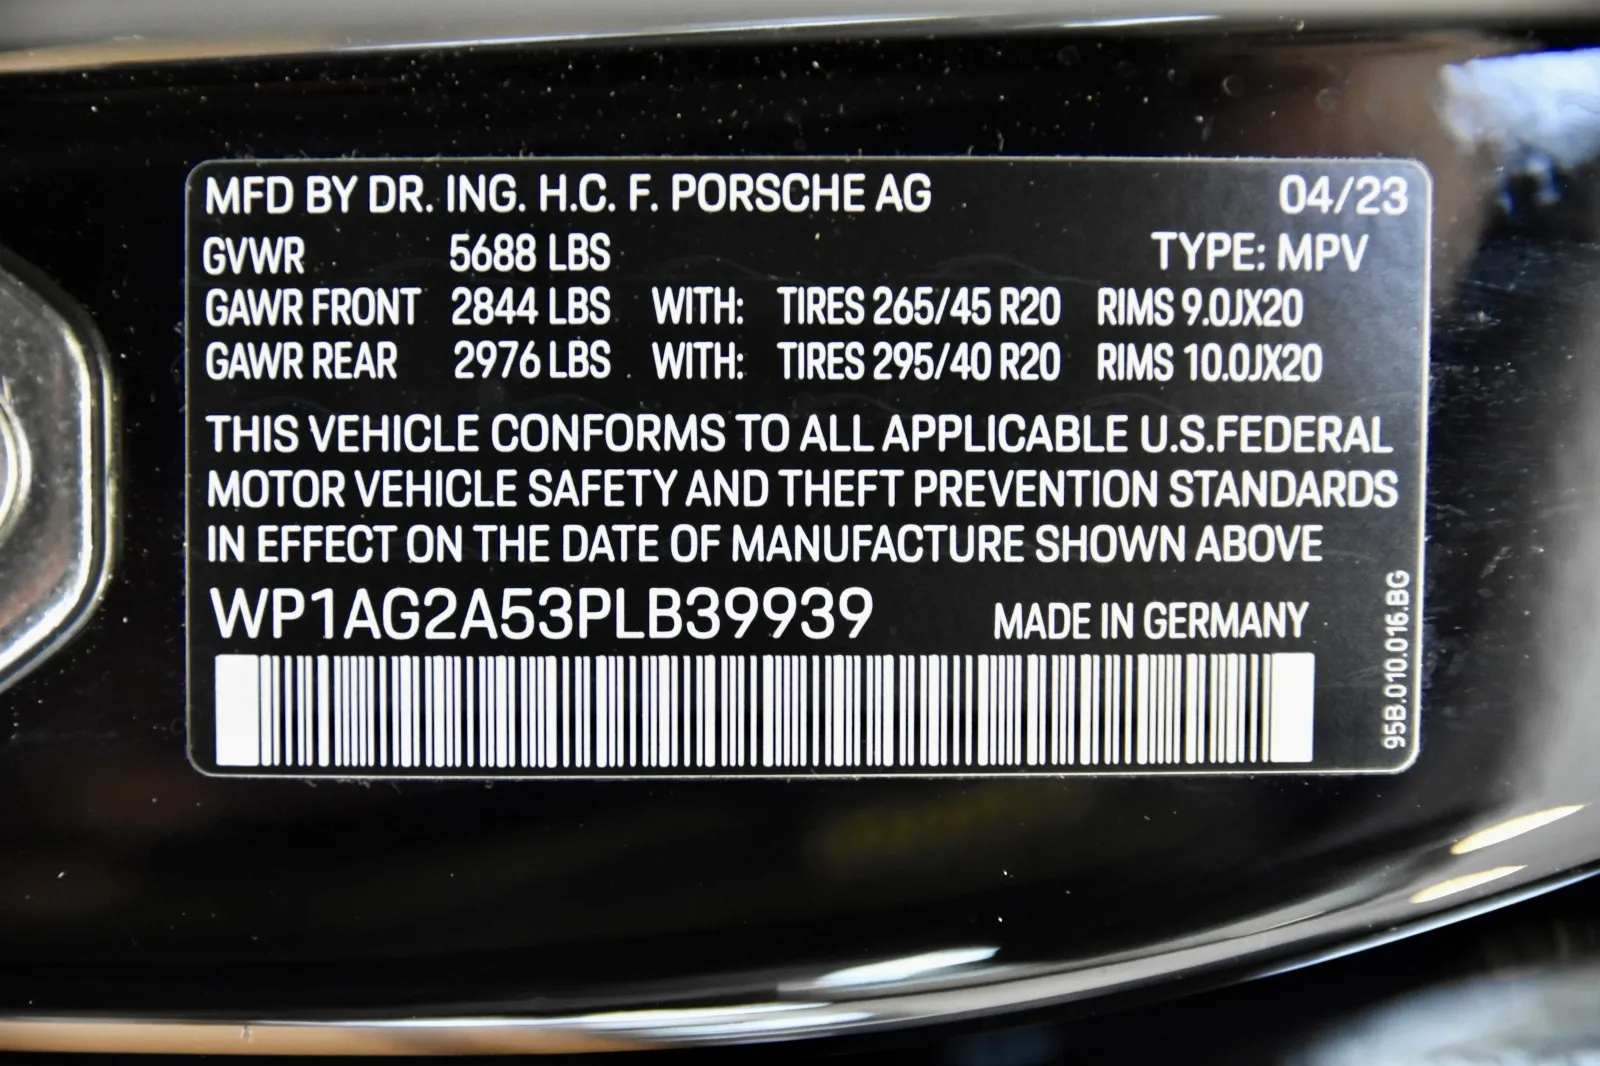 MFD BY DR. ING. H.C. F. PORSCHE AG 04/23
GVWR 5688 LBS TYPE: MPV
GAWR FRONT 2844 LBS WITH: TIRES 265/45 R20 RIMS 9.0JX20
GAWR REAR 2976 LBS WITH: TIRES 295/40 R20 RIMS 10.0JX20
THIS VEHICLE CONFORMS TO ALL APPLICABLE U.S.FEDERAL
MOTOR VEHICLE SAFETY AND THEFT PREVENTION STANDARDS
IN EFFECT ON THE DATE OF MANUFACTURE SHOWN ABOVE
WP1AG2A53PLB39939 MADE IN GERMANY
95B.010.016.BG